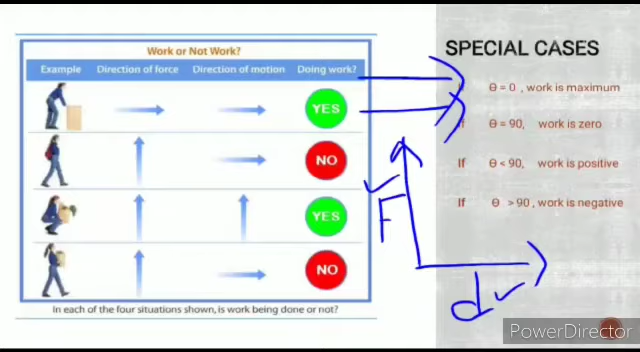 Work or Not Work?
Example Direction of force Direction of motion Doing work?
YES
NO
YES
NO
In each of the four situations shown, is work being done or not?
SPECIAL CASES
If θ = 0 , work is maximum
If θ = 90, work is zero
If θ < 90, work is positive
If θ > 90 , work is negative
F
d
PowerDirector